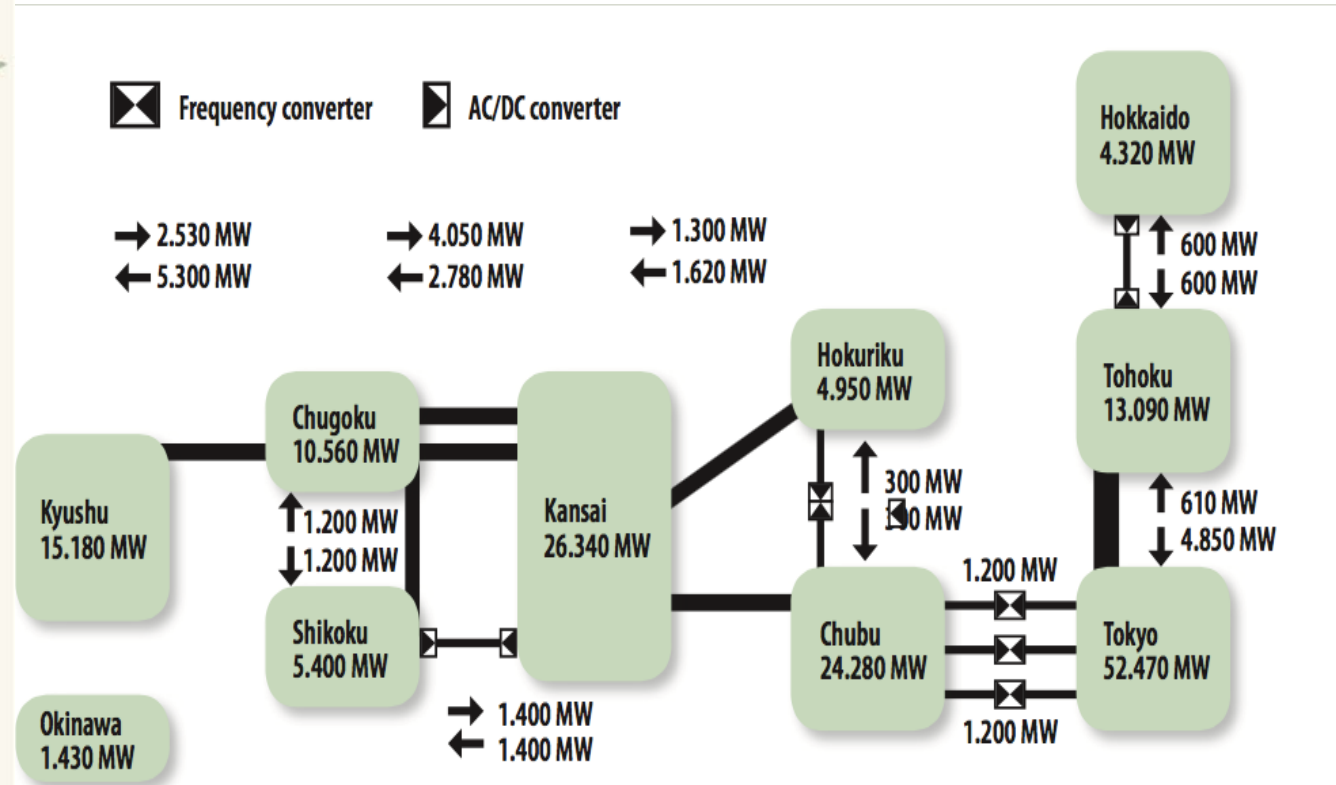 Frequency converter
AC/DC converter
Hokkaido
4.320 MW
2.530 MW
5.300 MW
4.050 MW
2.780 MW
1.300 MW
1.620 MW
600 MW
600 MW
Hokuriku
4.950 MW
Tohoku
13.090 MW
Chugoku
10.560 MW
Kyushu
15.180 MW
1.200 MW
1.200 MW
Kansai
26.340 MW
300 MW
MW
610 MW
4.850 MW
1.200 MW
Shikoku
5.400 MW
Chubu
24.280 MW
Tokyo
52.470 MW
1.200 MW
1.400 MW
1.400 MW
Okinawa
1.430 MW